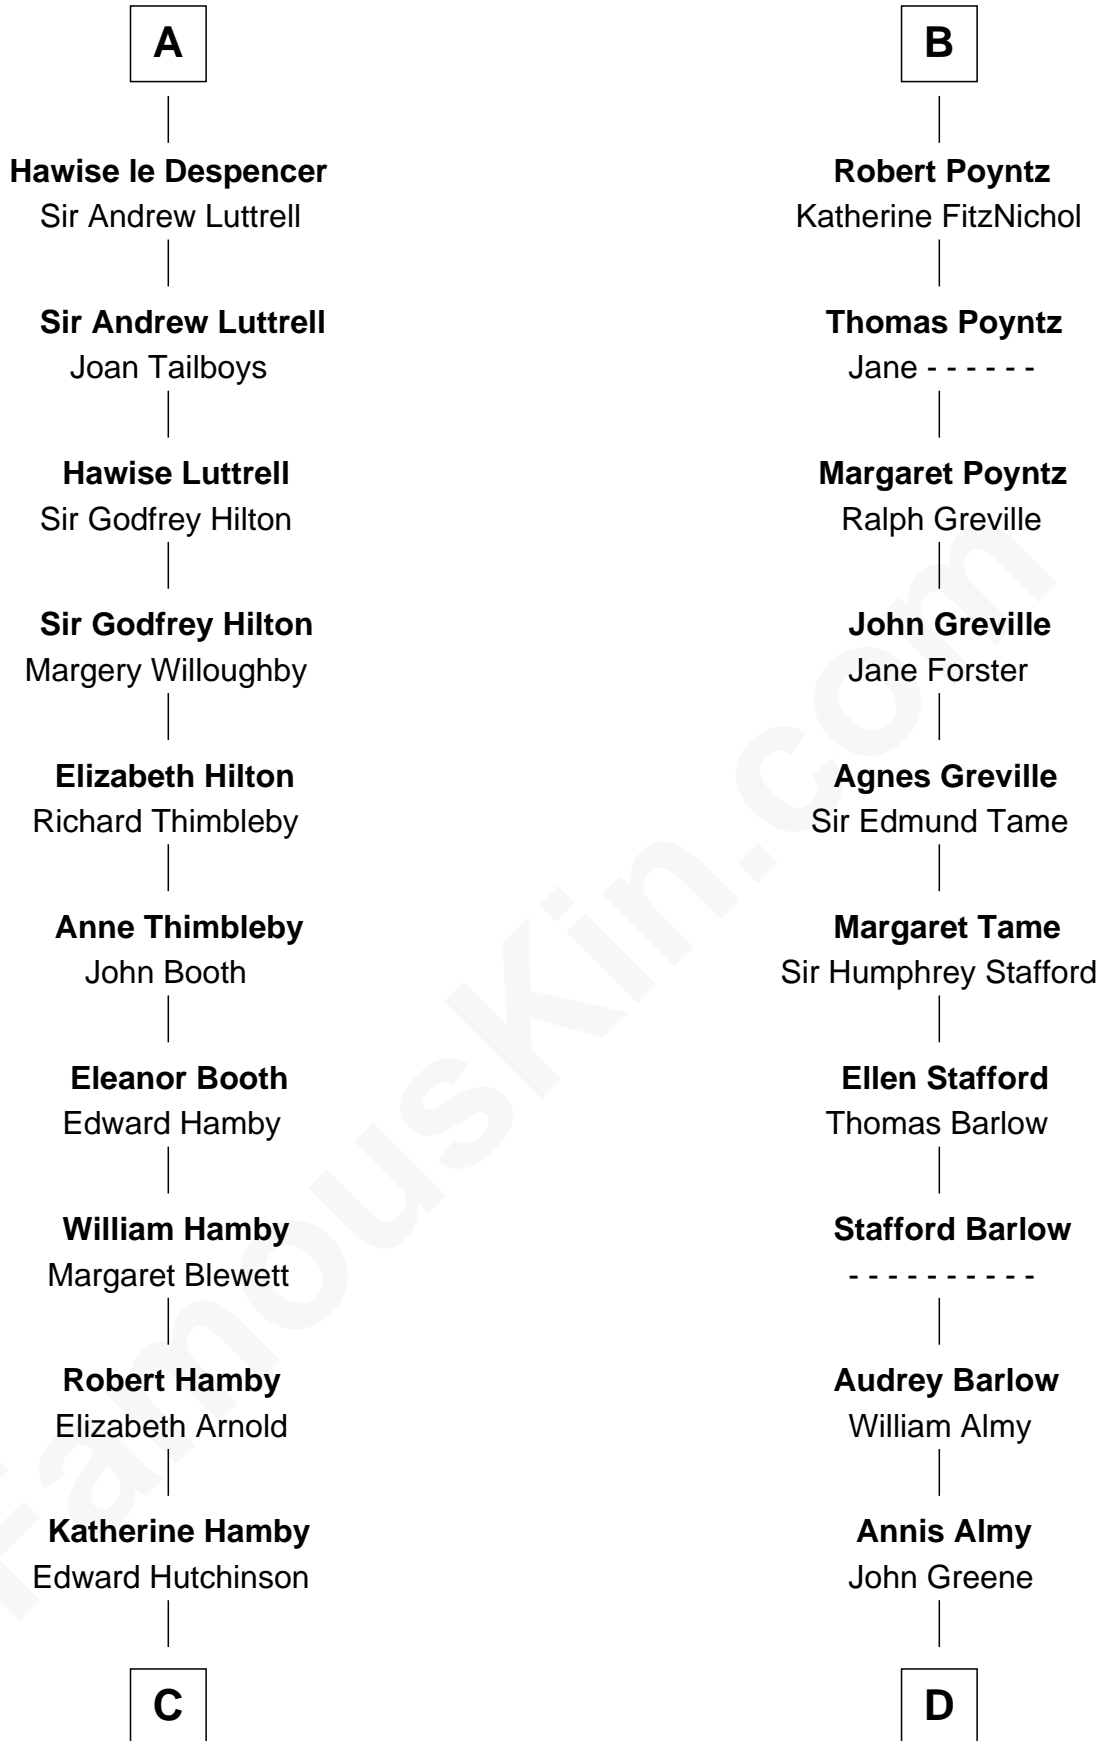 A
Hawise le Despencer
Sir Andrew Luttrell
Sir Andrew Luttrell
Joan Tailboys
Hawise Luttrell
Sir Godfrey Hilton
Sir Godfrey Hilton
Margery Willoughby
Elizabeth Hilton
Richard Thimbleby
Anne Thimbleby
John Booth
Eleanor Booth
Edward Hamby
William Hamby
Margaret Blewett
Robert Hamby
Elizabeth Arnold
Katherine Hamby
Edward Hutchinson
C
B
Robert Poyntz
Katherine FitzNichol
Thomas Poyntz
Jane - - - - - -
Margaret Poyntz
Ralph Greville
John Greville
Jane Forster
Agnes Greville
Sir Edmund Tame
Margaret Tame
Sir Humphrey Stafford
Ellen Stafford
Thomas Barlow
Stafford Barlow
- - - - - - - - - -
Audrey Barlow
William Almy
Annis Almy
John Greene
D
FamousKin.com